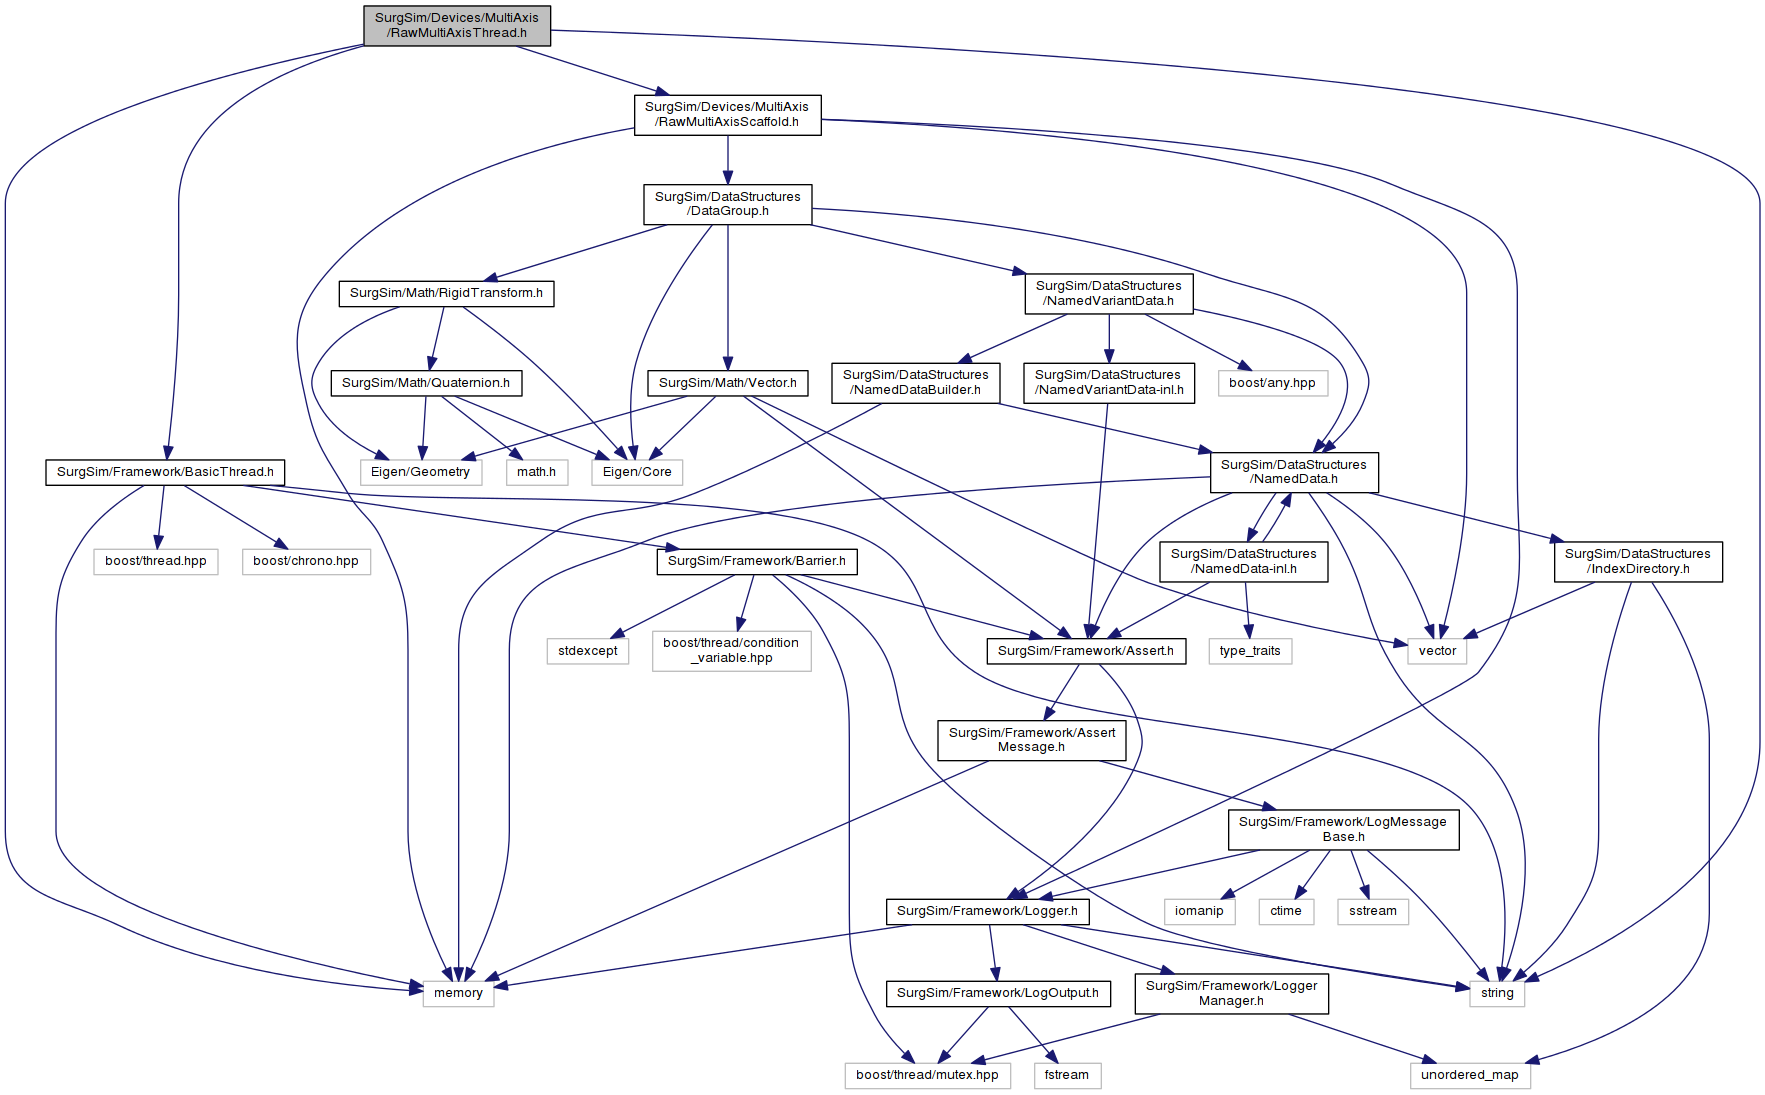 SurgSim/Devices/MultiAxis
/RawMultiAxisThread.h
SurgSim/Devices/MultiAxis
/RawMultiAxisScaffold.h
SurgSim/DataStructures
/DataGroup.h
SurgSim/Math/RigidTransform.h
SurgSim/DataStructures
/NamedVariantData.h
SurgSim/Math/Quaternion.h
SurgSim/Math/Vector.h
SurgSim/DataStructures
/NamedDataBuilder.h
SurgSim/DataStructures
/NamedVariantData-inl.h
boost/any.hpp
SurgSim/Framework/BasicThread.h
Eigen/Geometry
math.h
Eigen/Core
SurgSim/DataStructures
/NamedData.h
boost/thread.hpp
boost/chrono.hpp
SurgSim/Framework/Barrier.h
SurgSim/DataStructures
/NamedData-inl.h
SurgSim/DataStructures
/IndexDirectory.h
stdexcept
boost/thread/condition
_variable.hpp
SurgSim/Framework/Assert.h
type_traits
vector
SurgSim/Framework/Assert
Message.h
SurgSim/Framework/LogMessage
Base.h
SurgSim/Framework/Logger.h
iomanip
ctime
sstream
memory
SurgSim/Framework/LogOutput.h
SurgSim/Framework/Logger
Manager.h
string
boost/thread/mutex.hpp
fstream
unordered_map